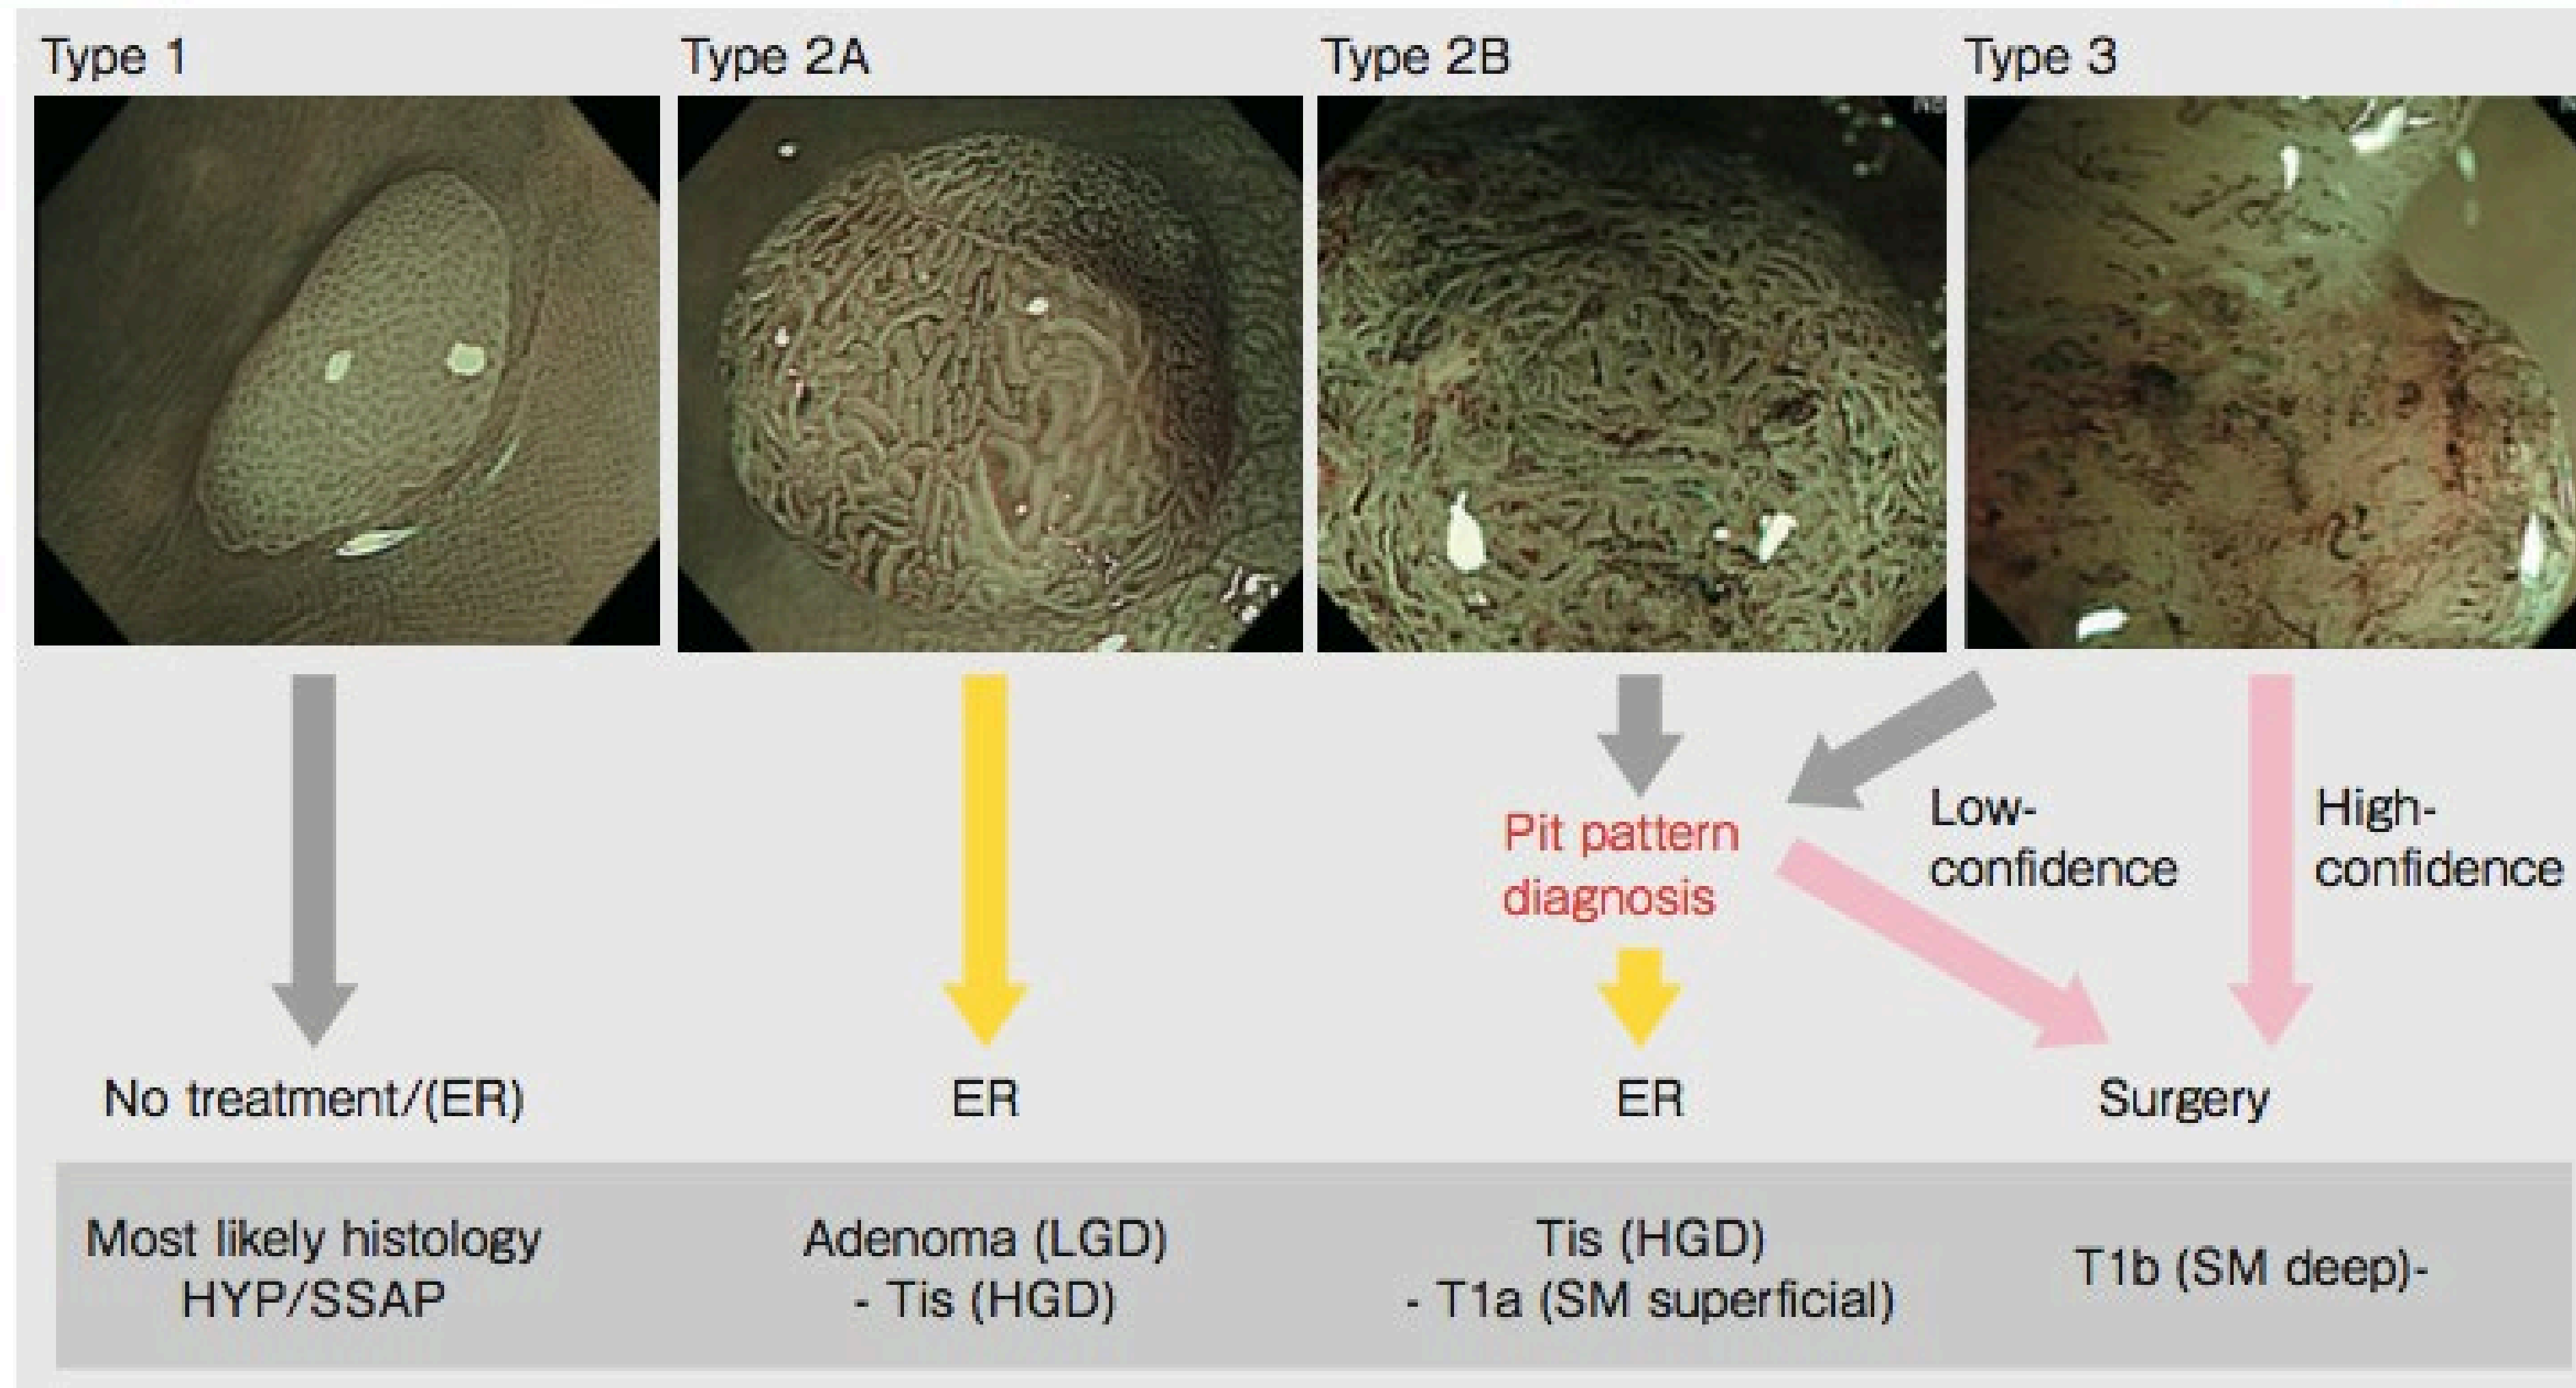 Type 1
Type 2A
Type 2B
Type 3
Pit pattern
diagnosis
Low-
confidence
High-
confidence
No treatment/(ER)
ER
ER
Surgery
Most likely histology
HYP/SSAP
Adenoma (LGD)
- Tis (HGD)
Tis (HGD)
- T1a (SM superficial)
T1b (SM deep)-